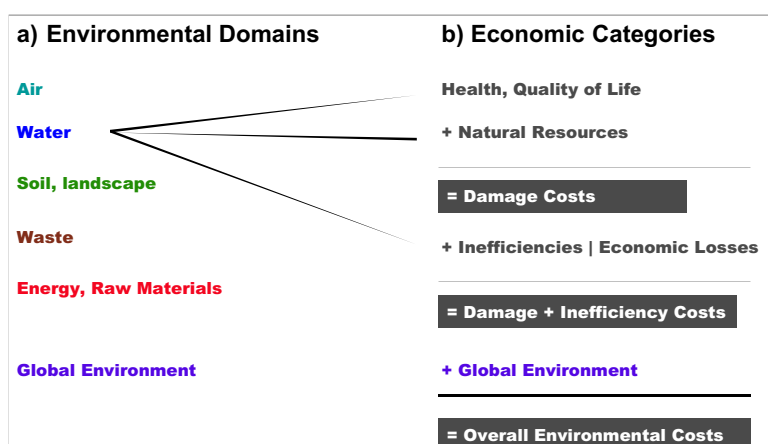 a) Environmental Domains
b) Economic Categories
Air
Health, Quality of Life
Water
+ Natural Resources
Soil, landscape
= Damage Costs
Waste
+ Inefficiencies | Economic Losses
Energy, Raw Materials
= Damage + Inefficiency Costs
Global Environment
+ Global Environment
= Overall Environmental Costs